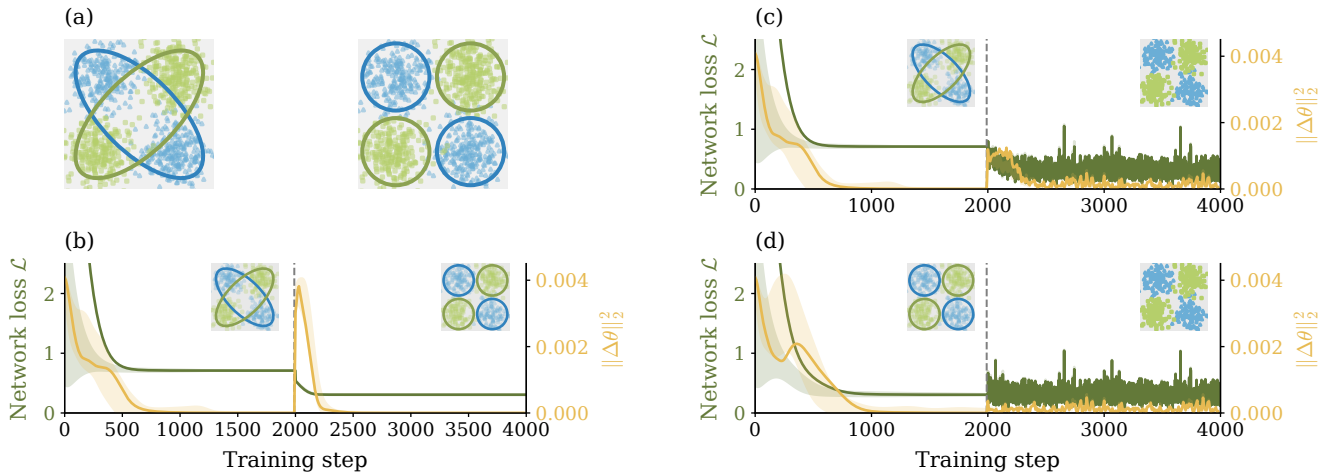 (a)
(b)
Network loss ℒ
2
1
0
0 500 1000 1500 2000 2500 3000 3500 4000
Training step
0.004
0.002
0.000
||Δθ||₂²
(c)
Network loss ℒ
2
1
0
0 1000 2000 3000 4000
0.004
0.002
0.000
||Δθ||₂²
(d)
Network loss ℒ
2
1
0
0 1000 2000 3000 4000
Training step
0.004
0.002
0.000
||Δθ||₂²